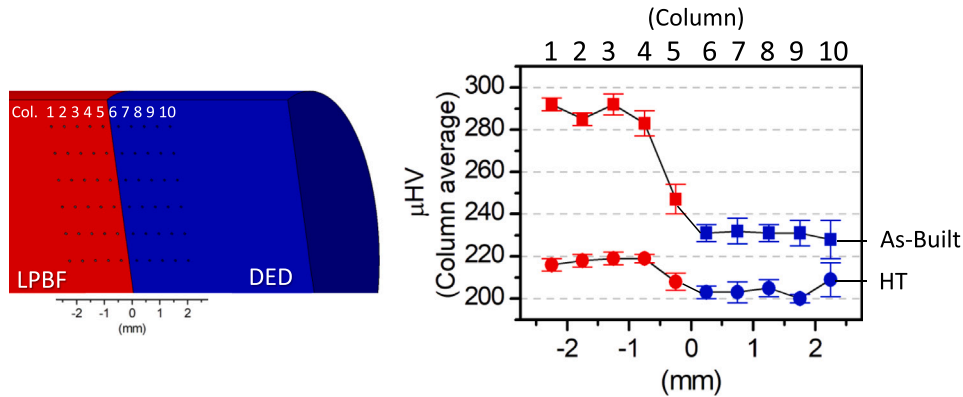 Col. 1 2 3 4 5 6 7 8 9 10
LPBF
DED
-2 -1 0 1 2
(mm)
(Column)
1 2 3 4 5 6 7 8 9 10
300
280
260
240
220
200
μHV
(Column average)
As-Built
HT
-2 -1 0 1 2
(mm)